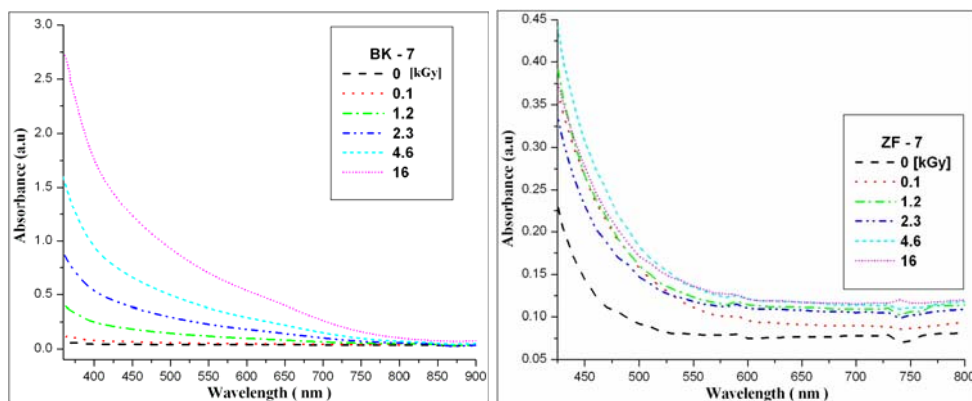 3.0
2.5
2.0
1.5
1.0
0.5
0.0
Absorbance (a.u)
BK - 7
0 [kGy]
0.1
1.2
2.3
4.6
16
400 450 500 550 600 650 700 750 800 850 900
Wavelength ( nm )
0.45
0.40
0.35
0.30
0.25
0.20
0.15
0.10
0.05
Absorbance (a.u)
ZF - 7
0 [kGy]
0.1
1.2
2.3
4.6
16
450 500 550 600 650 700 750 800
Wavelength ( nm )